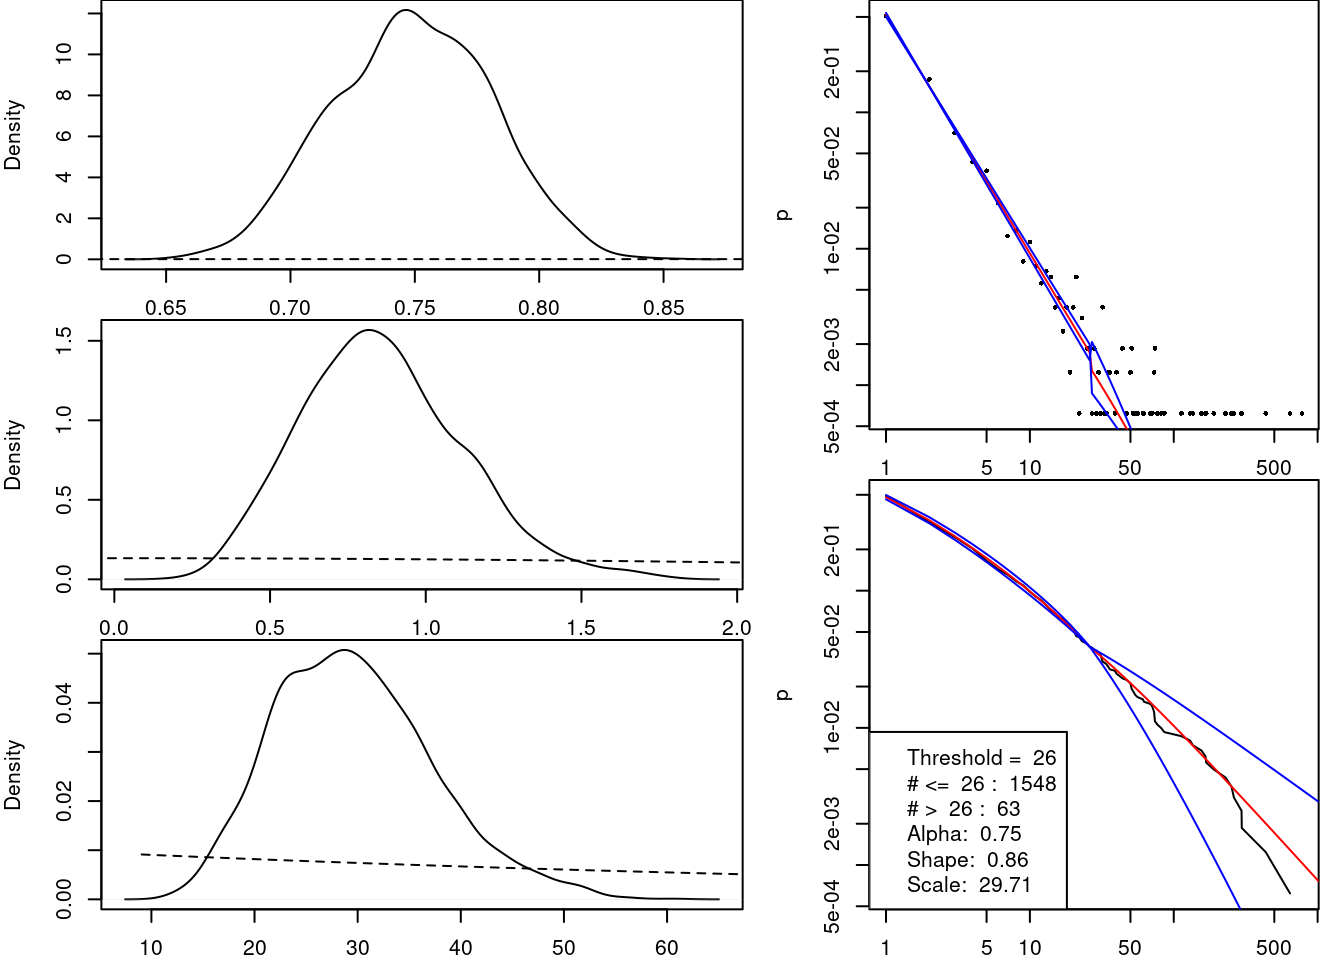 Density
0 2 4 6 8 10
0.65 0.70 0.75 0.80 0.85
Density
0.0 0.5 1.0 1.5
0.0 0.5 1.0 1.5 2.0
Density
0.00 0.02 0.04
10 20 30 40 50 60
p
5e-04 2e-03 1e-02 5e-02 2e-01
1 5 10 50 500
p
5e-04 2e-03 1e-02 5e-02 2e-01
Threshold = 26
# <= 26 : 1548
# > 26 : 63
Alpha: 0.75
Shape: 0.86
Scale: 29.71
1 5 10 50 500